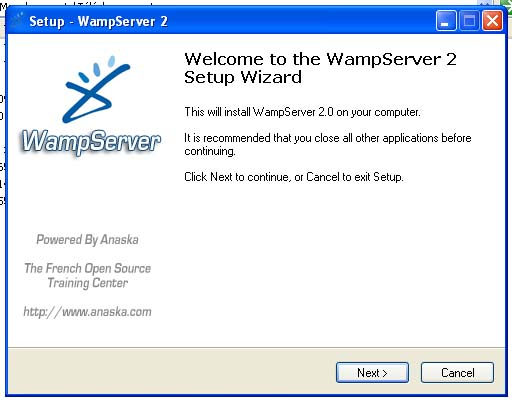 Setup - WampServer 2
Welcome to the WampServer 2
Setup Wizard
This will install WampServer 2.0 on your computer.
It is recommended that you close all other applications before
continuing.
Click Next to continue, or Cancel to exit Setup.
WampServer
Powered By Anaska
The French Open Source
Training Center
http://www.anaska.com
Next >
Cancel